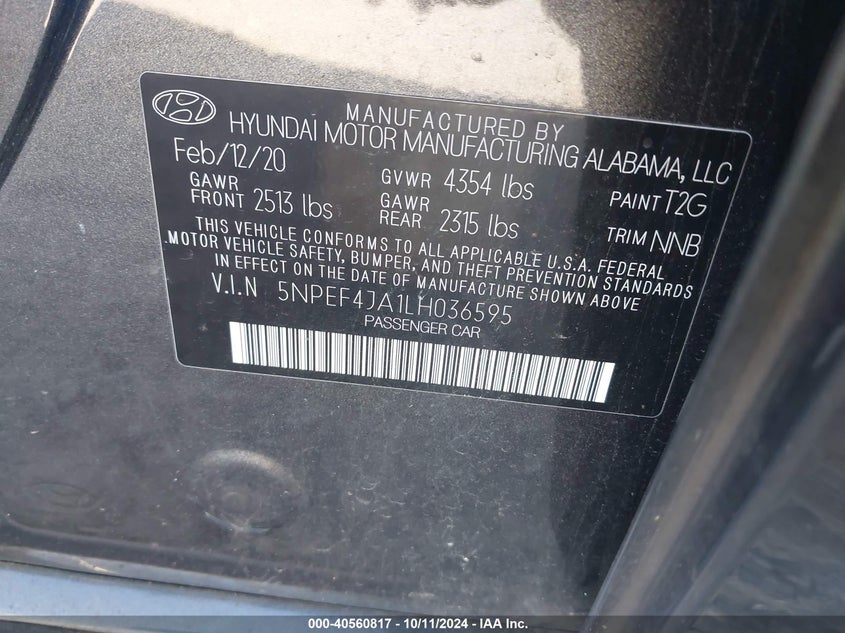 MANUFACTURED BY
HYUNDAI MOTOR MANUFACTURING ALABAMA, LLC
Feb/12/20
GVWR 4354 lbs
PAINT T2G
GAWR
FRONT 2513 lbs
GAWR
REAR 2315 lbs
TRIM NNB
THIS VEHICLE CONFORMS TO ALL APPLICABLE U.S.A. FEDERAL
MOTOR VEHICLE SAFETY, BUMPER, AND THEFT PREVENTION STANDARDS
IN EFFECT ON THE DATE OF MANUFACTURE SHOWN ABOVE
V.I.N 5NPEF4JA1LH036595
PASSENGER CAR
000-40560817 - 10/11/2024 - IAA Inc.